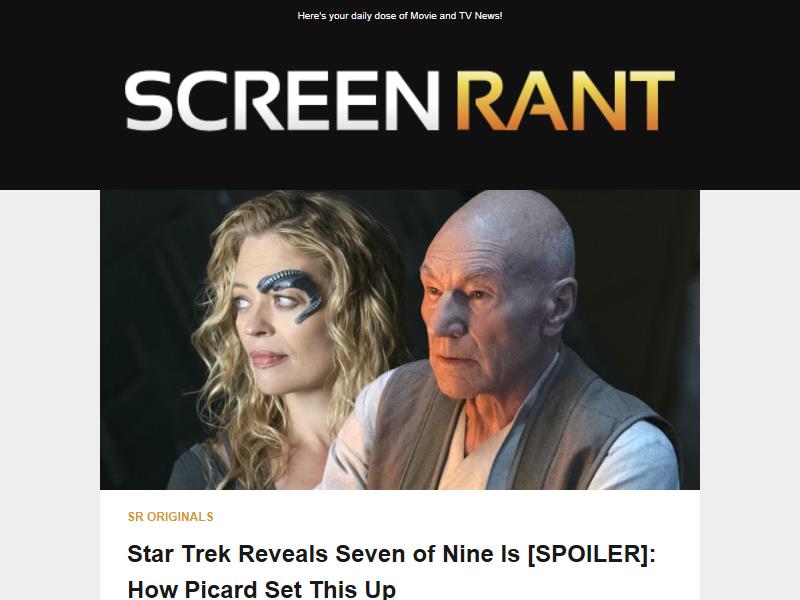 Here's your daily dose of Movie and TV News!
SCREEN RANT
SR ORIGINALS
Star Trek Reveals Seven of Nine Is [SPOILER]:
How Picard Set This Up